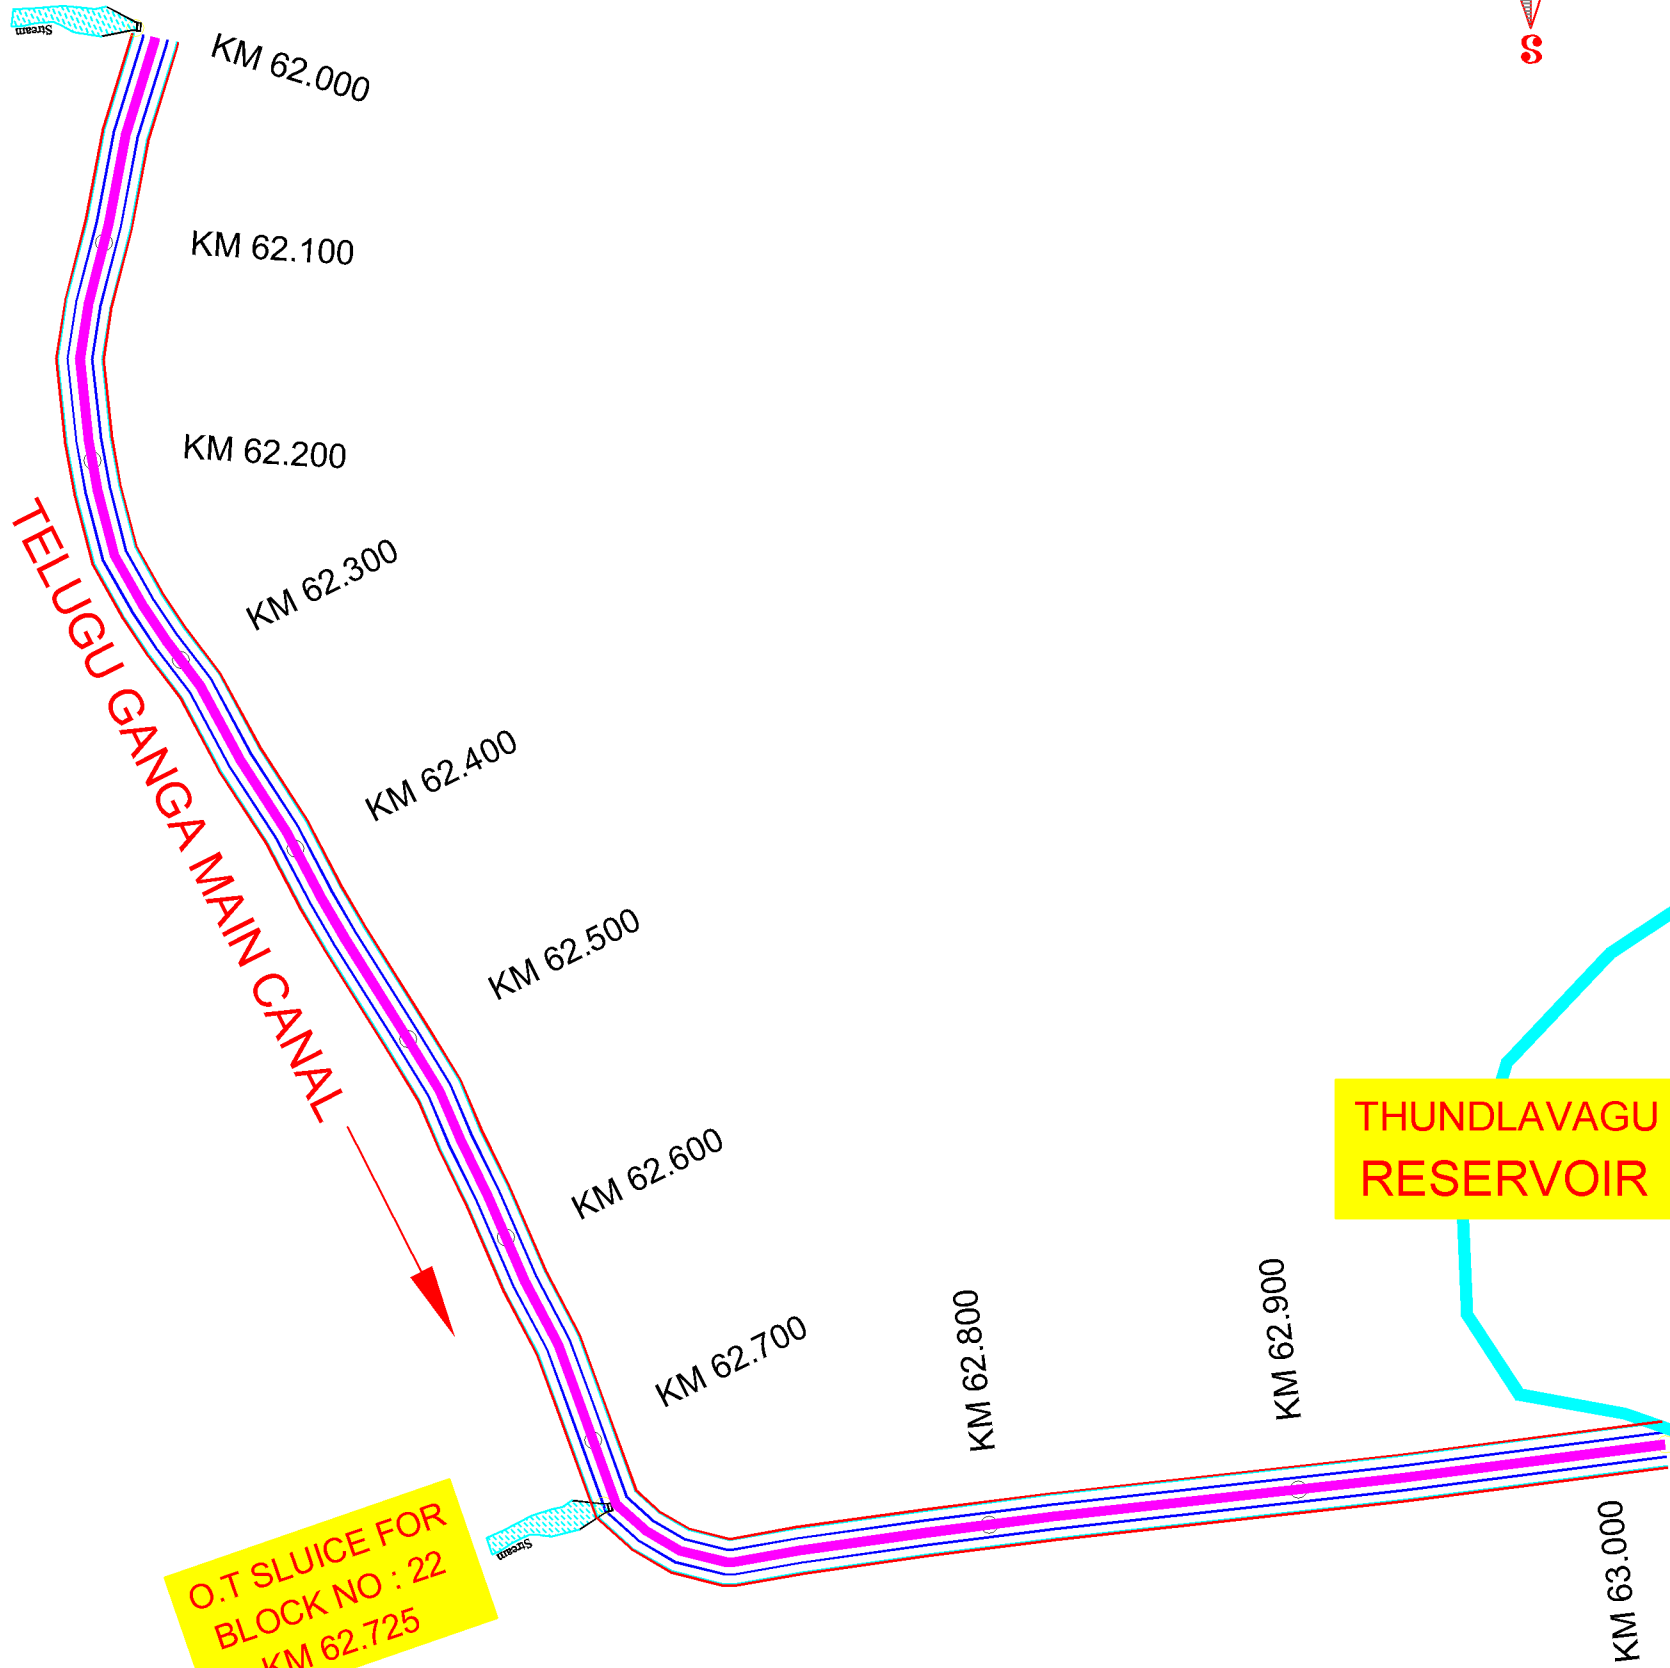 Stream
S
KM 62.000
KM 62.100
KM 62.200
KM 62.300
TELUGU GANGA MAIN CANAL
KM 62.400
KM 62.500
KM 62.600
THUNDLAVAGU
RESERVOIR
KM 62.700
KM 62.800
KM 62.900
KM 63.000
Stream
O.T SLUICE FOR
BLOCK NO : 22
KM 62.725